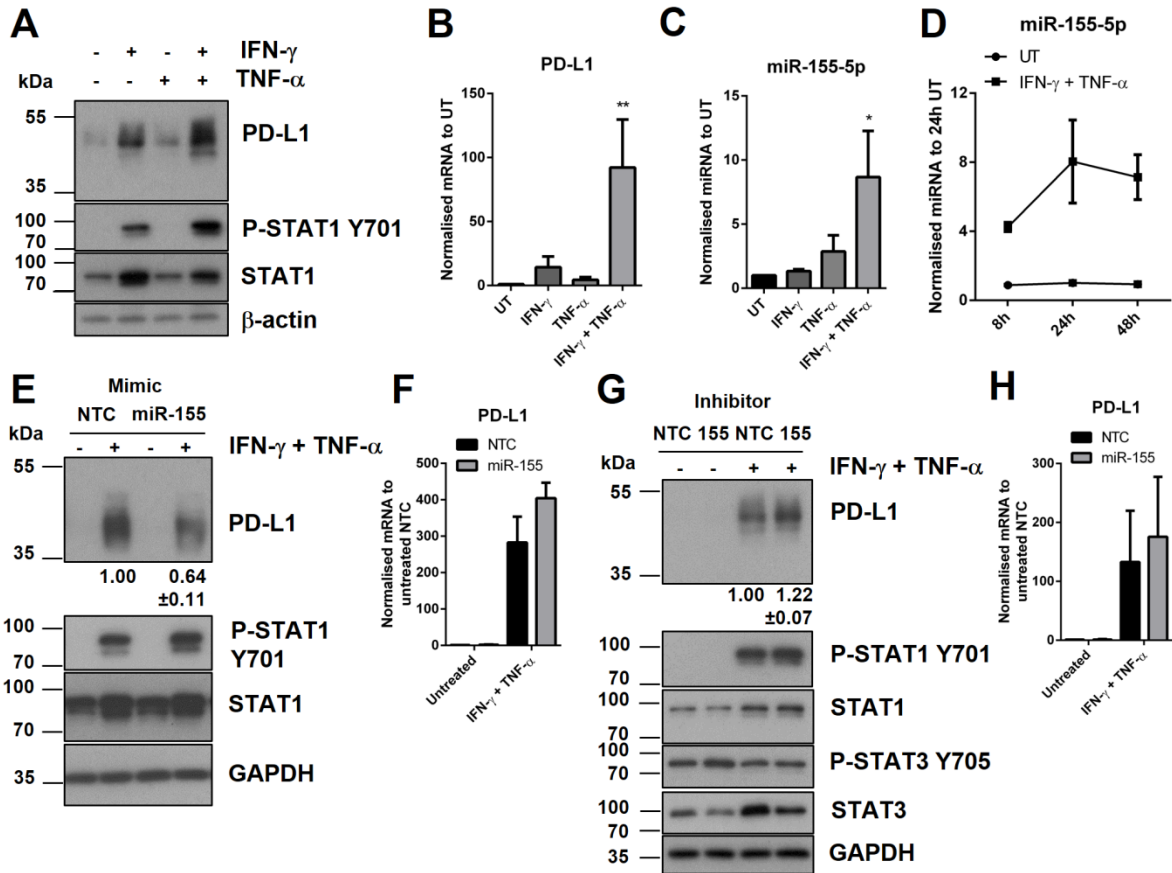 A
- + - + IFN-γ
- - + + TNF-α
kDa
55
35
PD-L1
100
70
P-STAT1 Y701
100
70
STAT1
β-actin
B
PD-L1
Normalised mRNA to UT
150
100
50
0
**
UT
IFN-γ
TNF-α
IFN-γ + TNF-α
C
miR-155-5p
Normalised miRNA to UT
15
10
5
0
*
UT
IFN-γ
TNF-α
IFN-γ + TNF-α
D
miR-155-5p
UT
IFN-γ + TNF-α
Normalised miRNA to 24h UT
12
8
4
0
8h
24h
48h
E
Mimic
NTC miR-155
kDa
- + - + IFN-γ + TNF-α
55
35
PD-L1
1.00 0.64
±0.11
100
70
P-STAT1
Y701
100
70
STAT1
35
GAPDH
F
PD-L1
NTC
miR-155
Normalised mRNA to
untreated NTC
500
400
300
200
100
0
Untreated
IFN-γ + TNF-α
G
Inhibitor
NTC 155 NTC 155
kDa
- - + + IFN-γ + TNF-α
55
35
PD-L1
1.00 1.22
±0.07
100
70
P-STAT1 Y701
100
70
STAT1
100
70
P-STAT3 Y705
100
70
STAT3
35
GAPDH
H
PD-L1
NTC
miR-155
Normalised mRNA to
untreated NTC
300
200
100
0
Untreated
IFN-γ + TNF-α